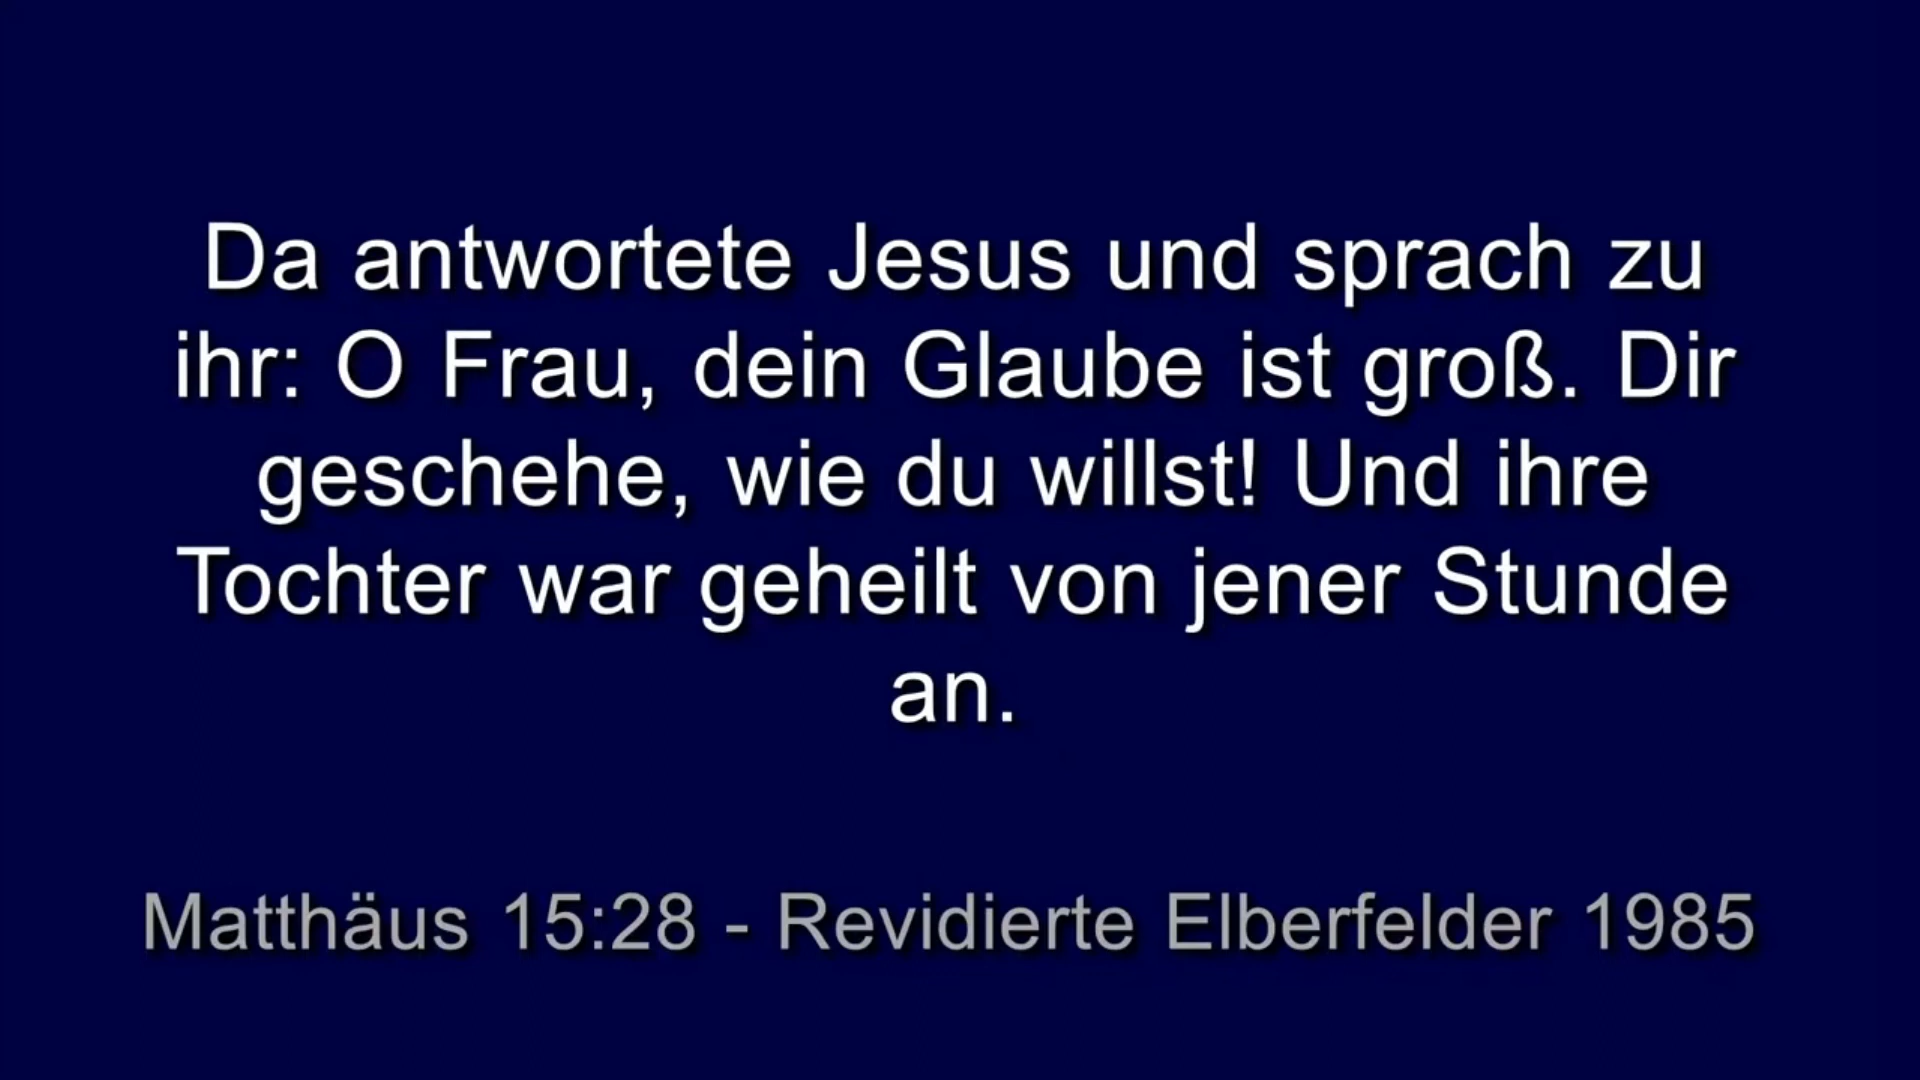 Da antwortete Jesus und sprach zu
ihr: O Frau, dein Glaube ist groß. Dir
geschehe, wie du willst! Und ihre
Tochter war geheilt von jener Stunde
an.
Matthäus 15:28 - Revidierte Elberfelder 1985